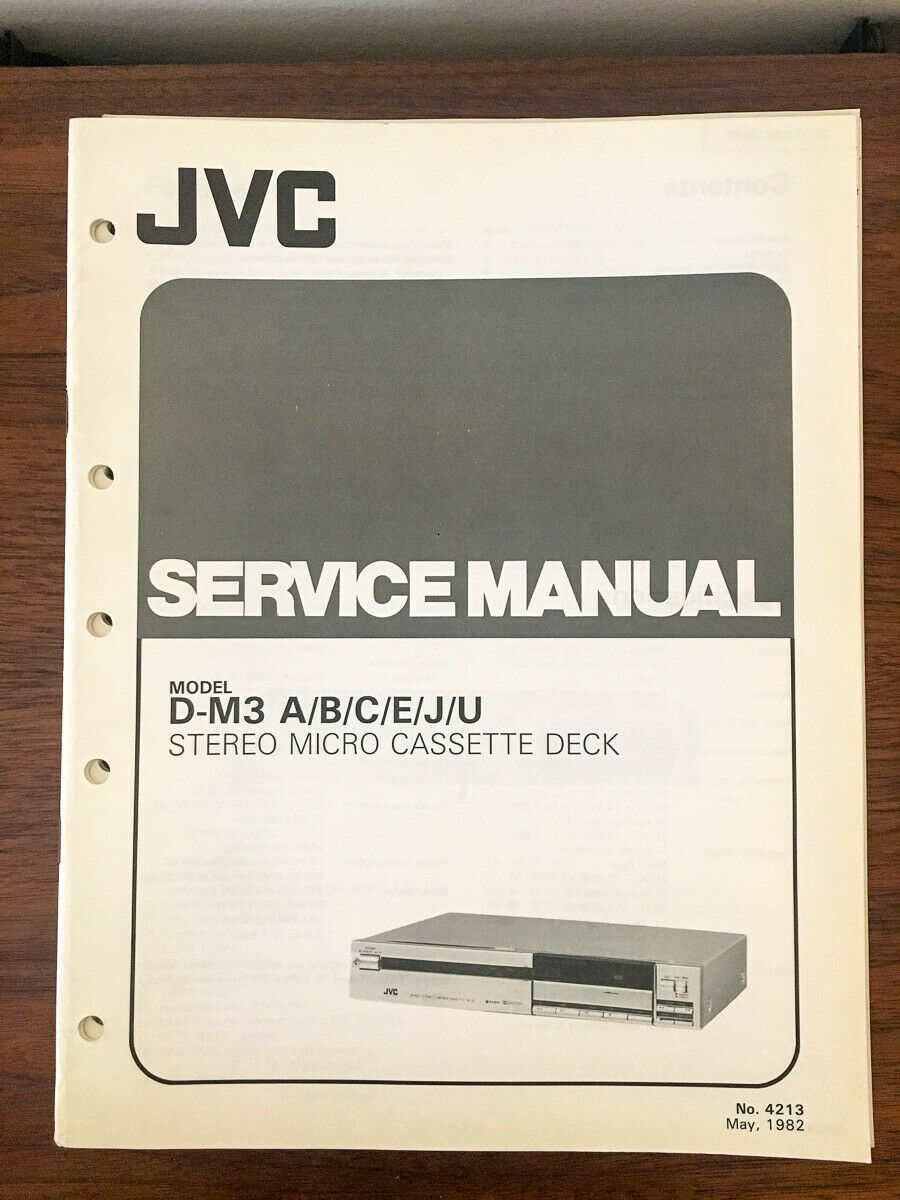 JVC
SERVICE MANUAL
MODEL
D-M3 A/B/C/E/J/U
STEREO MICRO CASSETTE DECK
JVC
No. 4213
May, 1982